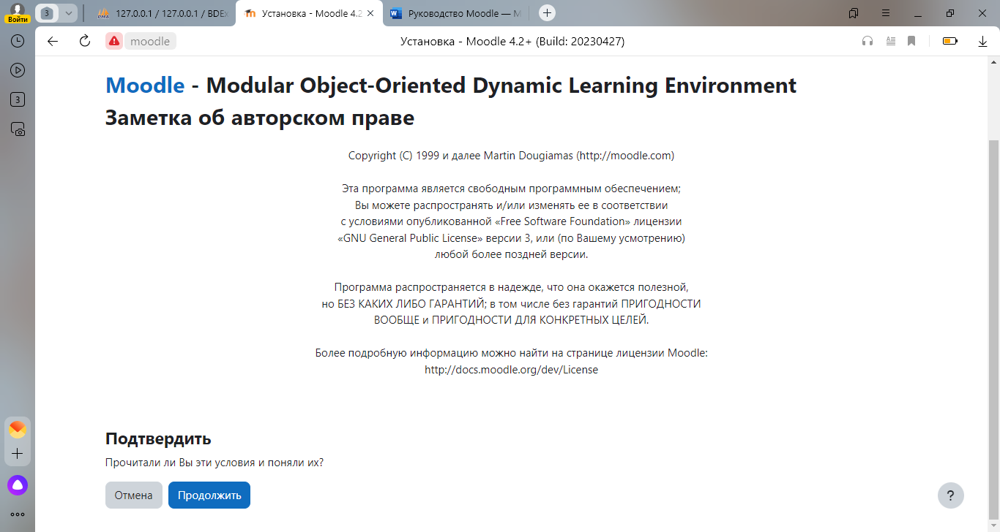 Войти
3
127.0.0.1 / 127.0.0.1 / BDEx
Установка - Moodle 4.2
Руководство Moodle — M
moodle
Установка - Moodle 4.2+ (Build: 20230427)
3
Moodle - Modular Object-Oriented Dynamic Learning Environment
Заметка об авторском праве
Copyright (C) 1999 и далее Martin Dougiamas (http://moodle.com)
Эта программа является свободным программным обеспечением;
Вы можете распространять и/или изменять ее в соответствии
с условиями опубликованной «Free Software Foundation» лицензии
«GNU General Public License» версии 3, или (по Вашему усмотрению)
любой более поздней версии.
Программа распространяется в надежде, что она окажется полезной,
но БЕЗ КАКИХ ЛИБО ГАРАНТИЙ; в том числе без гарантий ПРИГОДНОСТИ
ВООБЩЕ и ПРИГОДНОСТИ ДЛЯ КОНКРЕТНЫХ ЦЕЛЕЙ.
Более подробную информацию можно найти на странице лицензии Moodle:
http://docs.moodle.org/dev/License
Подтвердить
Прочитали ли Вы эти условия и поняли их?
Отмена
Продолжить
?